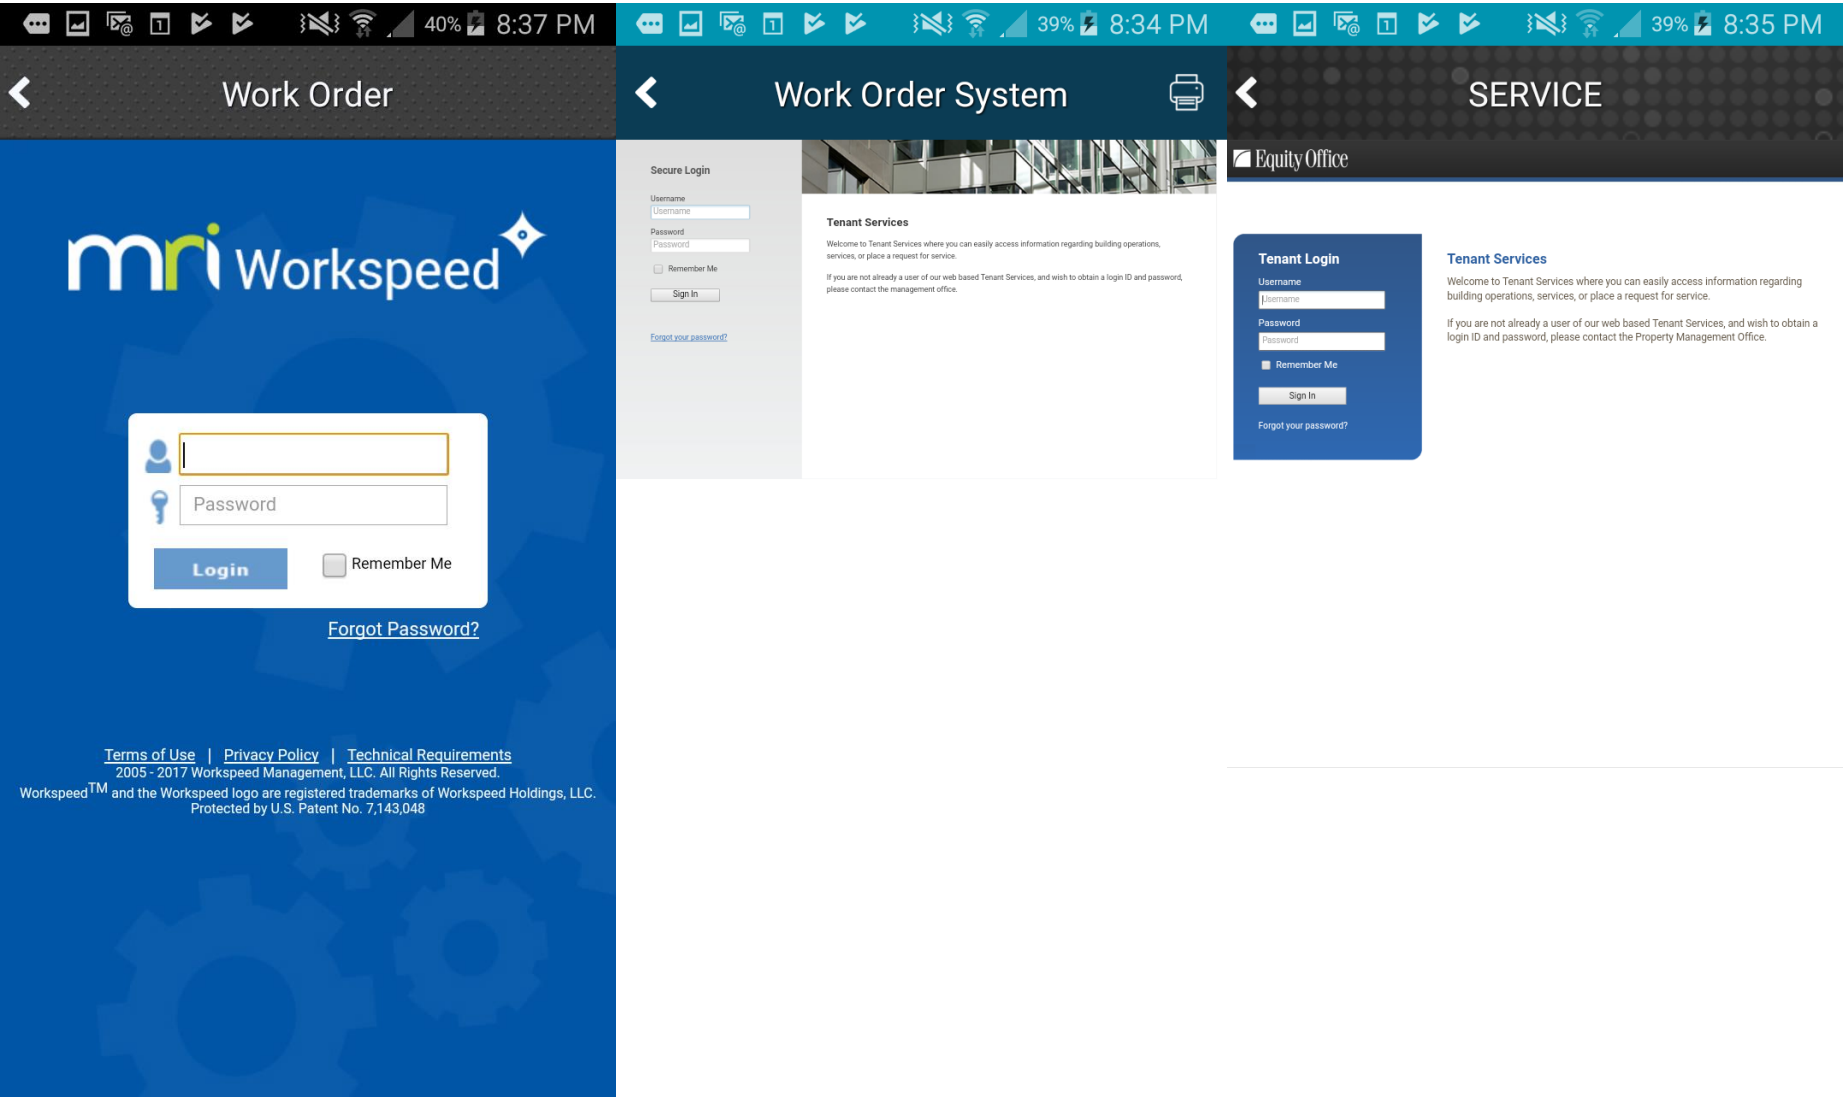 40% 8:37 PM
Work Order
mri Workspeed
Password
Login
Remember Me
Forgot Password?
Terms of Use | Privacy Policy | Technical Requirements
2005 - 2017 Workspeed Management, LLC. All Rights Reserved.
Workspeed™ and the Workspeed logo are registered trademarks of Workspeed Holdings, LLC.
Protected by U.S. Patent No. 7,143,048
1
39% 8:34 PM
Work Order System
Secure Login
Username
Username
Password
Password
Remember Me
Sign In
Forgot your password?
Tenant Services
Welcome to Tenant Services where you can easily access information regarding building operations,
services, or place a request for service.
If you are not already a user of our web based Tenant Services, and wish to obtain a login ID and password,
please contact the management office.
1
39% 8:35 PM
SERVICE
Equity Office
Tenant Login
Username
Username
Password
Password
Remember Me
Sign In
Forgot your password?
Tenant Services
Welcome to Tenant Services where you can easily access information regarding
building operations, services, or place a request for service.
If you are not already a user of our web based Tenant Services, and wish to obtain a
login ID and password, please contact the Property Management Office.